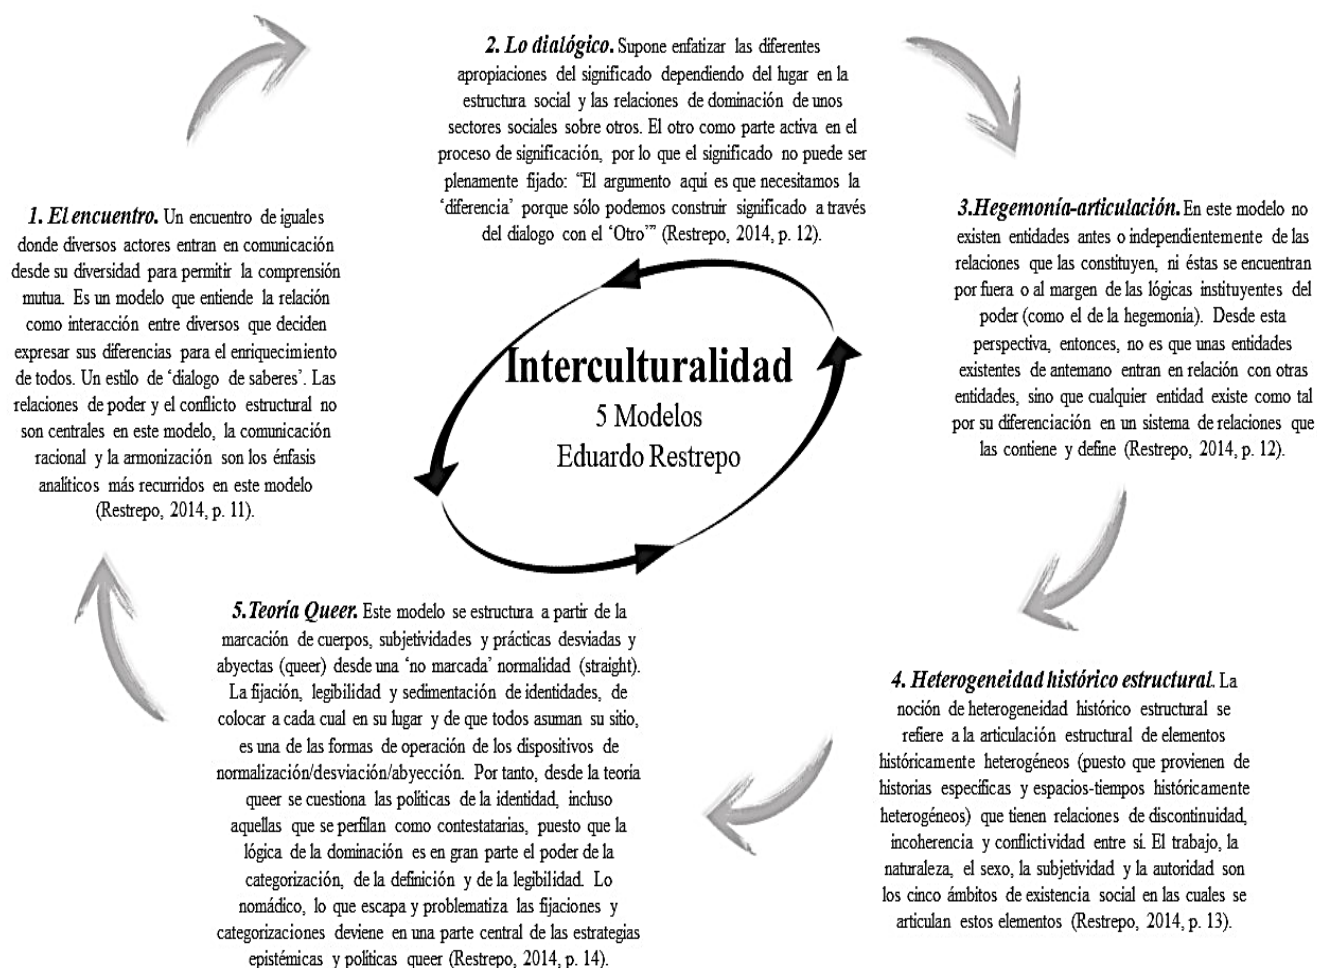 1. El encuentro. Un encuentro de iguales
donde diversos actores entran en comunicación
desde su diversidad para permitir la comprensión
mutua. Es un modelo que entiende la relación
como interacción entre diversos que deciden
expresar sus diferencias para el enriquecimiento
de todos. Un estilo de ‘dialogo de saberes’. Las
relaciones de poder y el conflicto estructural no
son centrales en este modelo, la comunicación
racional y la armonización son los énfasis
analíticos más recurridos en este modelo
(Restrepo, 2014, p. 11).
2. Lo dialógico. Supone enfatizar las diferentes
apropiaciones del significado dependiendo del lugar en la
estructura social y las relaciones de dominación de unos
sectores sociales sobre otros. El otro como parte activa en el
proceso de significación, por lo que el significado no puede ser
plenamente fijado: “El argumento aquí es que necesitamos la
‘diferencia’ porque sólo podemos construir significado a través
del dialogo con el ‘Otro’” (Restrepo, 2014, p. 12).
3.Hegemonía-articulación. En este modelo no
existen entidades antes o independientemente de las
relaciones que las constituyen, ni éstas se encuentran
por fuera o al margen de las lógicas instituyentes del
poder (como el de la hegemonía). Desde esta
perspectiva, entonces, no es que unas entidades
existentes de antemano entran en relación con otras
entidades, sino que cualquier entidad existe como tal
por su diferenciación en un sistema de relaciones que
las contiene y define (Restrepo, 2014, p. 12).
Interculturalidad
5 Modelos
Eduardo Restrepo
4. Heterogeneidad histórico estructural. La
noción de heterogeneidad histórico estructural se
refiere a la articulación estructural de elementos
históricamente heterogéneos (puesto que provienen de
historias específicas y espacios-tiempos históricamente
heterogéneos) que tienen relaciones de discontinuidad,
incoherencia y conflictividad entre sí. El trabajo, la
naturaleza, el sexo, la subjetividad y la autoridad son
los cinco ámbitos de existencia social en las cuales se
articulan estos elementos (Restrepo, 2014, p. 13).
5.Teoría Queer. Este modelo se estructura a partir de la
marcación de cuerpos, subjetividades y prácticas desviadas y
abyectas (queer) desde una ‘no marcada’ normalidad (straight).
La fijación, legibilidad y sedimentación de identidades, de
colocar a cada cual en su lugar y de que todos asuman su sitio,
es una de las formas de operación de los dispositivos de
normalización/desviación/abyección. Por tanto, desde la teoría
queer se cuestiona las políticas de la identidad, incluso
aquellas que se perfilan como contestatarias, puesto que la
lógica de la dominación es en gran parte el poder de la
categorización, de la definición y de la legibilidad. Lo
nomádico, lo que escapa y problematiza las fijaciones y
categorizaciones deviene en una parte central de las estrategias
epistémicas y políticas queer (Restrepo, 2014, p. 14).